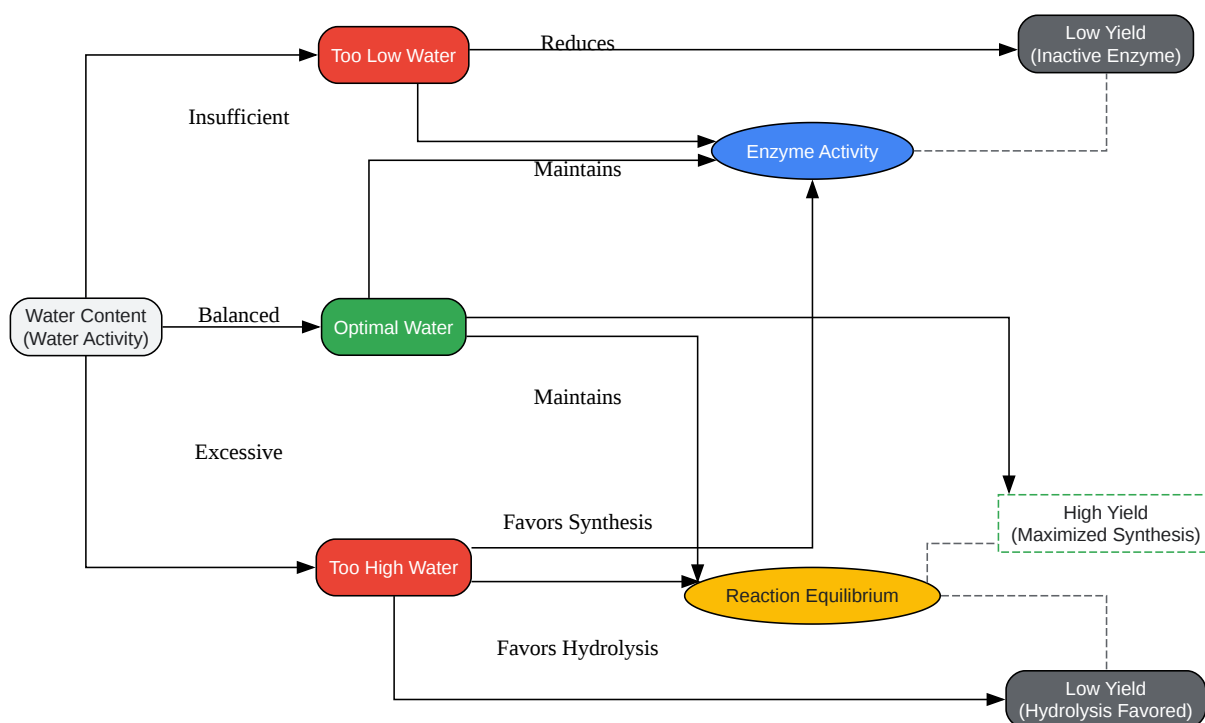 Too Low Water
Reduces
Low Yield
(Inactive Enzyme)
Insufficient
Enzyme Activity
Maintains
Water Content
(Water Activity)
Balanced
Optimal Water
Maintains
Excessive
High Yield
(Maximized Synthesis)
Favors Synthesis
Too High Water
Reaction Equilibrium
Favors Hydrolysis
Low Yield
(Hydrolysis Favored)